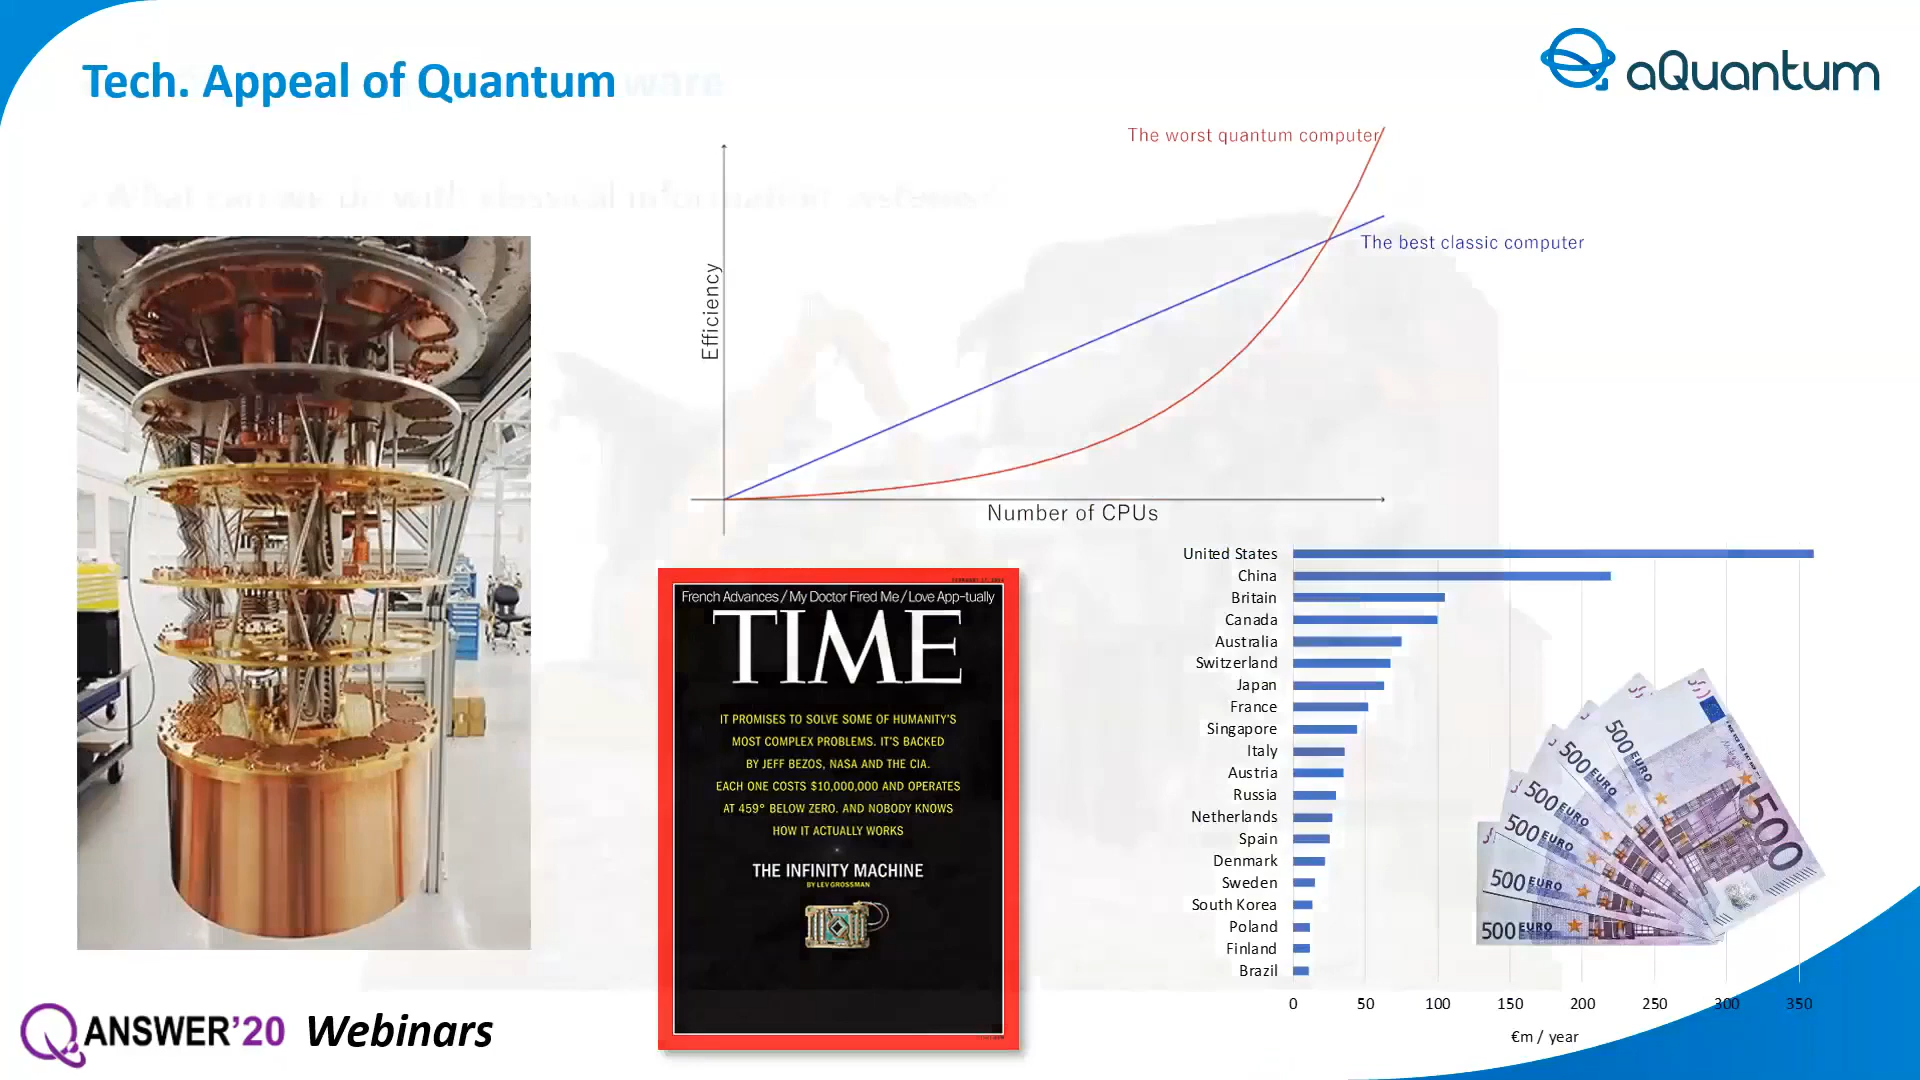 Tech. Appeal of Quantum
aQuantum
The worst quantum computer
The best classic computer
Efficiency
Number of CPUs
French Advances / My Doctor Fired Me / Love App-tually
TIME
IT PROMISES TO SOLVE SOME OF HUMANITY'S
MOST COMPLEX PROBLEMS. IT'S BACKED
BY JEFF BEZOS, NASA AND THE CIA.
EACH ONE COSTS $10,000,000 AND OPERATES
AT 459° BELOW ZERO. AND NOBODY KNOWS
HOW IT ACTUALLY WORKS
THE INFINITY MACHINE
BY LEV GROSSMAN
United States
China
Britain
Canada
Australia
Switzerland
Japan
France
Singapore
Italy
Austria
Russia
Netherlands
Spain
Denmark
Sweden
South Korea
Poland
Finland
Brazil
0 50 100 150 200 250 300 350
€m / year
500 EURO
500 EURO
500 EURO
500 EURO
500 EURO
500 EURO
500
QANSWER'20 Webinars